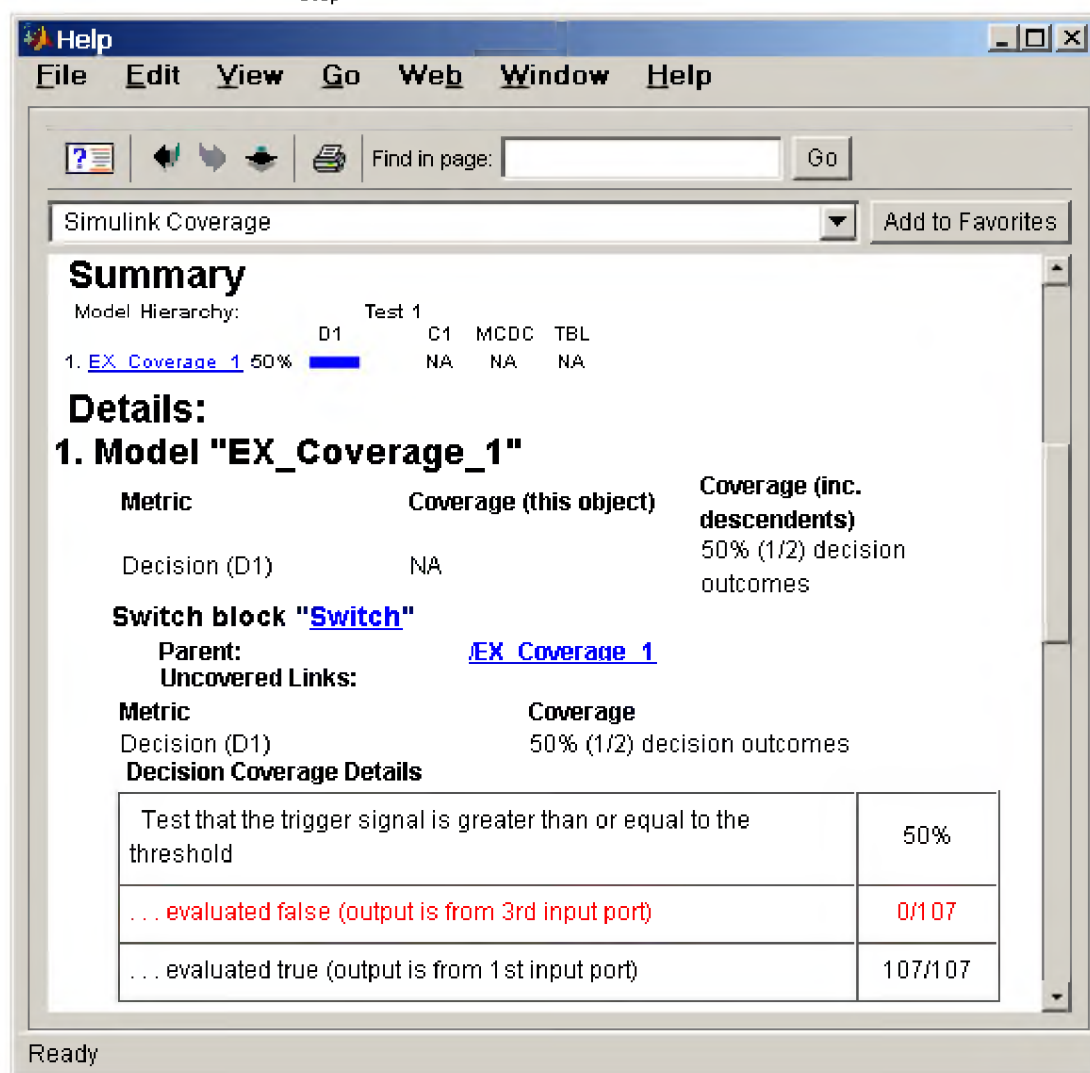 Step
Help
File Edit View Go Web Window Help
Find in page: Go
Simulink Coverage Add to Favorites
Summary
Model Hierarchy: Test 1
D1 C1 MCDC TBL
1. EX_Coverage_1 50% NA NA NA
Details:
1. Model "EX_Coverage_1"
Metric Coverage (this object) Coverage (inc. descendents)
Decision (D1) NA 50% (1/2) decision outcomes
Switch block "Switch"
Parent: /EX_Coverage_1
Uncovered Links:
Metric Coverage
Decision (D1) 50% (1/2) decision outcomes
Decision Coverage Details
Test that the trigger signal is greater than or equal to the threshold 50%
. . . evaluated false (output is from 3rd input port) 0/107
. . . evaluated true (output is from 1st input port) 107/107
Ready